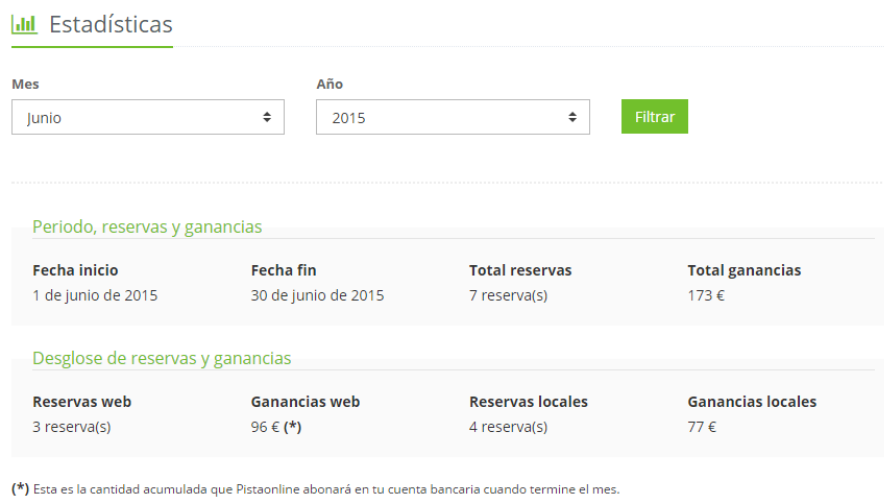 Estadísticas
Mes Año
Junio 2015 Filtrar
Periodo, reservas y ganancias
Fecha inicio Fecha fin Total reservas Total ganancias
1 de junio de 2015 30 de junio de 2015 7 reserva(s) 173 €
Desglose de reservas y ganancias
Reservas web Ganancias web Reservas locales Ganancias locales
3 reserva(s) 96 € (*) 4 reserva(s) 77 €
(*) Esta es la cantidad acumulada que Pistaonline abonará en tu cuenta bancaria cuando termine el mes.